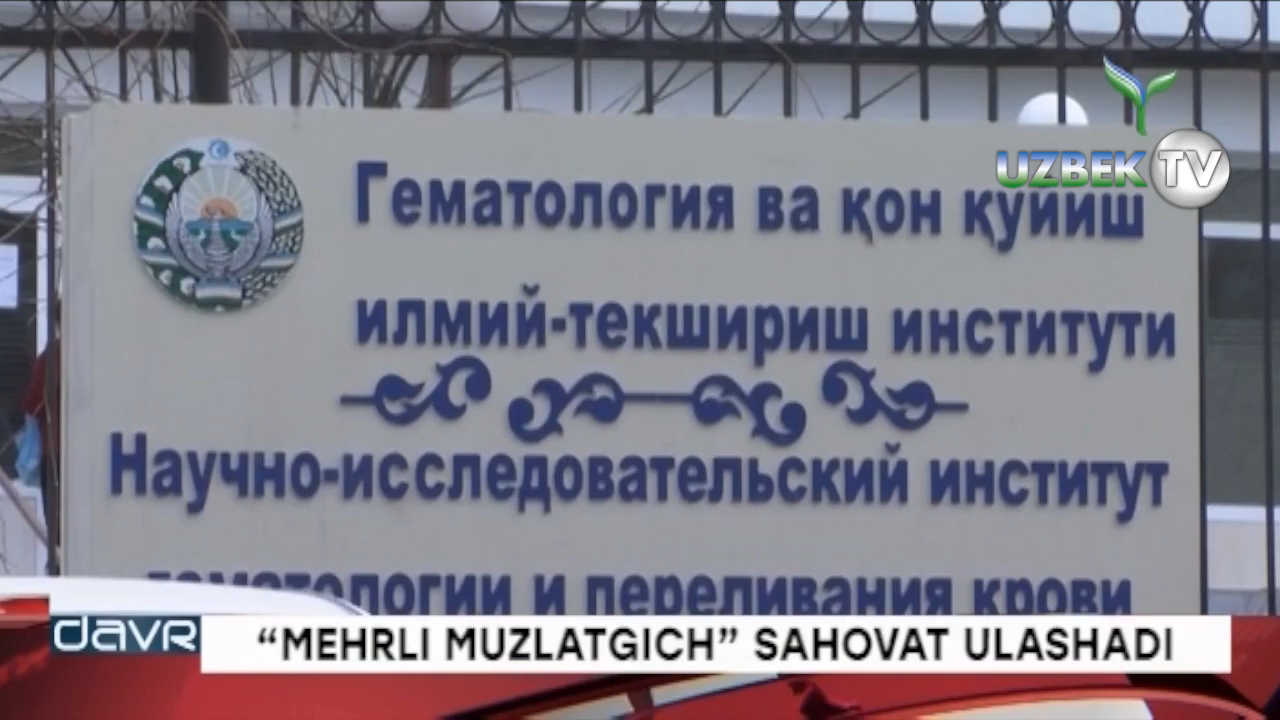 UZBEK TV
Гематология ва қон қуйиш
илмий-текшириш институти
Научно-исследовательский институт
гематологии и переливания крови
davr
“MEHRLI MUZLATGICH” SAHOVAT ULASHADI